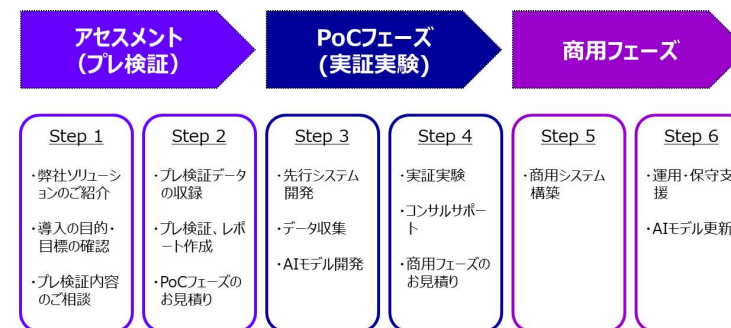 アセスメント
（プレ検証）
PoCフェーズ
(実証実験)
商用フェーズ
Step 1
・弊社ソリューシ
ョンのご紹介
・導入の目的・
目標の確認
・プレ検証内容
のご相談
Step 2
・プレ検証データ
の収録
・プレ検証、レポ
ート作成
・PoCフェーズの
お見積り
Step 3
・先行システム
開発
・データ収集
・AIモデル開発
Step 4
・実証実験
・コンサルサポー
ト
・商用フェーズの
お見積り
Step 5
・商用システム
構築
Step 6
・運用・保守支
援
・AIモデル更新